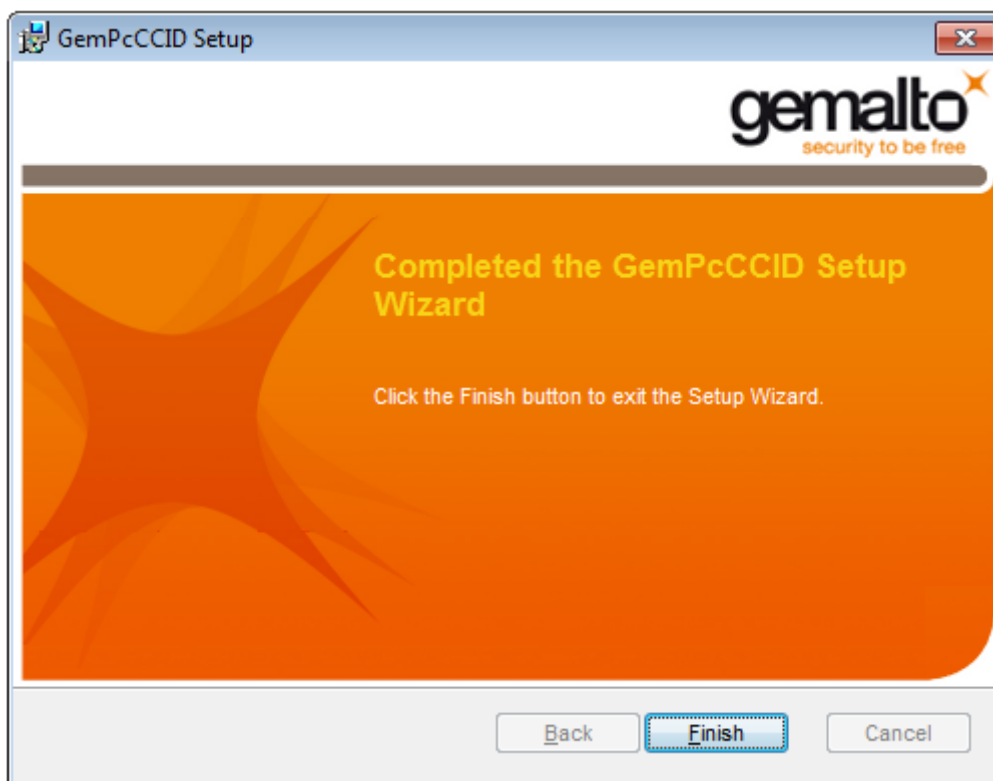 GemPcCCID Setup
gemalto
security to be free
Completed the GemPcCCID Setup
Wizard
Click the Finish button to exit the Setup Wizard.
Back Finish Cancel